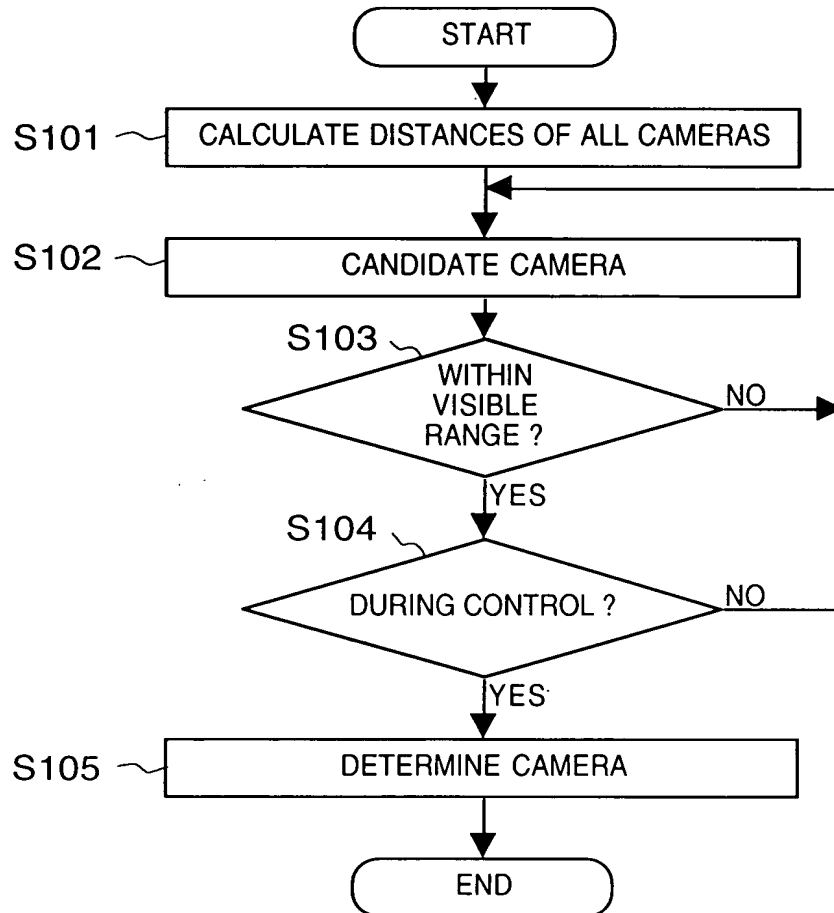 START
S101
CALCULATE DISTANCES OF ALL CAMERAS
S102
CANDIDATE CAMERA
S103
WITHIN
VISIBLE
RANGE ?
NO
YES
S104
DURING CONTROL ?
NO
YES
S105
DETERMINE CAMERA
END